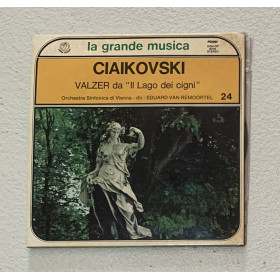 la grande musica
CIAIKOVSKI
VALZER da "Il Lago dei cigni"
Orchestra Sinfonica di Vienna - dir.: EDUARD VAN REMOORTEL
24